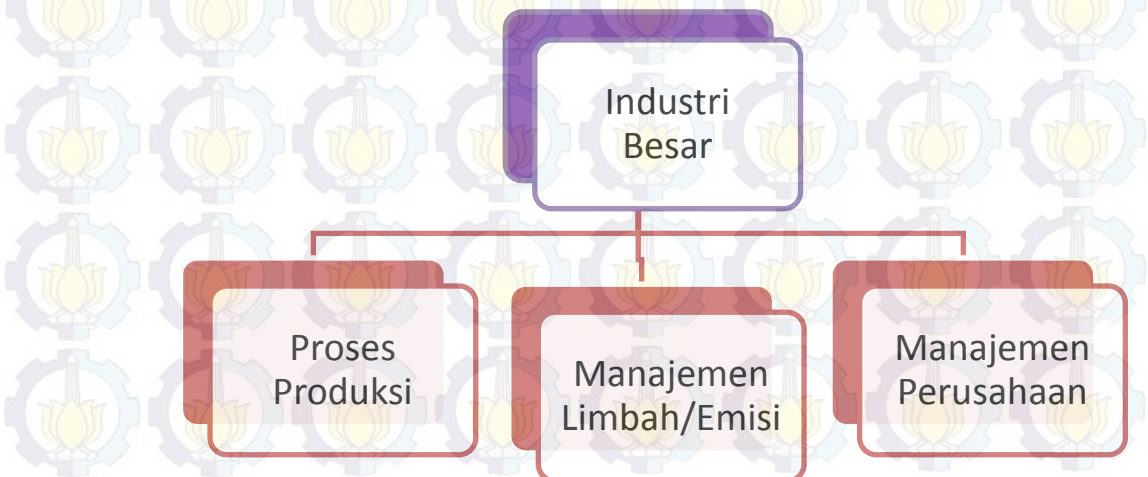 Industri
Besar
Proses
Produksi
Manajemen
Limbah/Emisi
Manajemen
Perusahaan